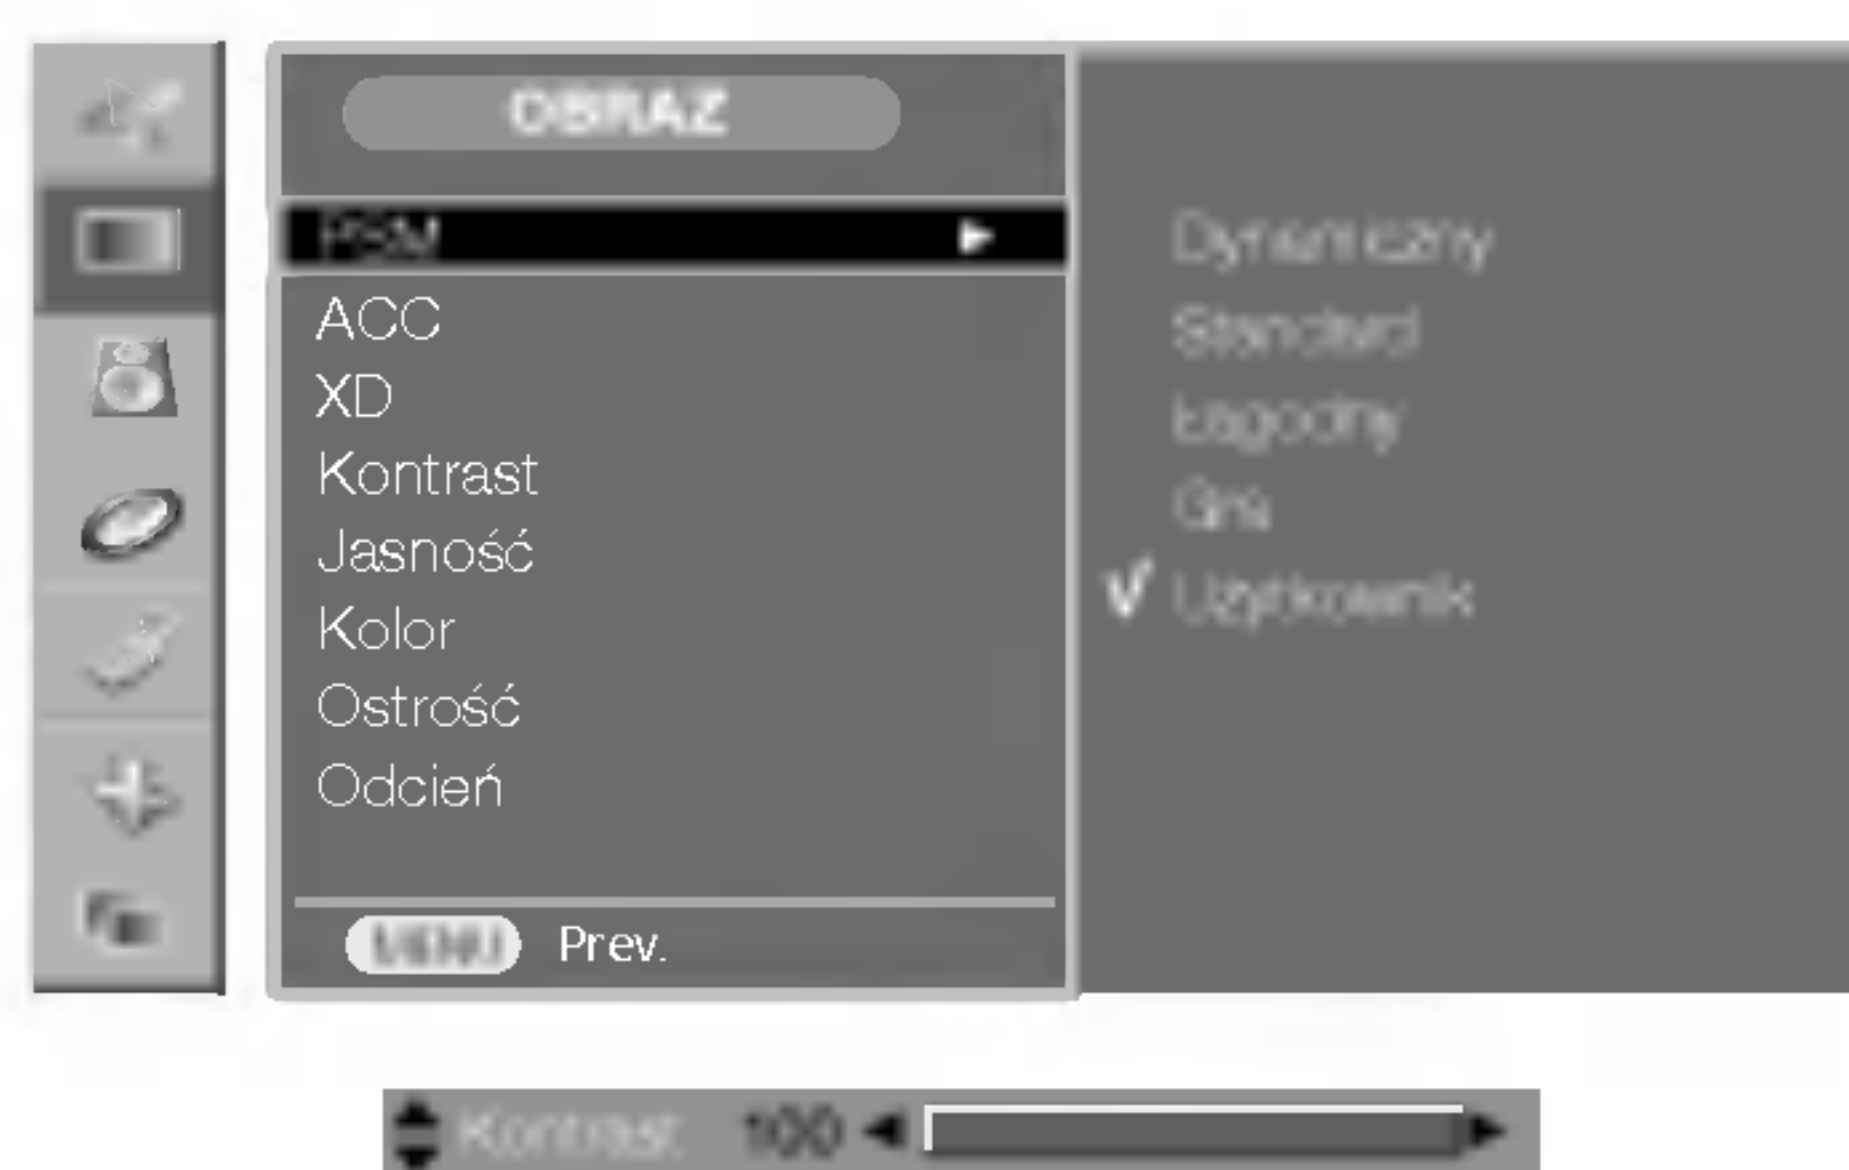 OBRAZ
PSM
ACC
XD
Kontrast
Jasność
Kolor
Ostrość
Odcień
MENU Prev.
Dynamiczny
Standard
Łagodny
Gra
Użytkownik
Kontrast 100